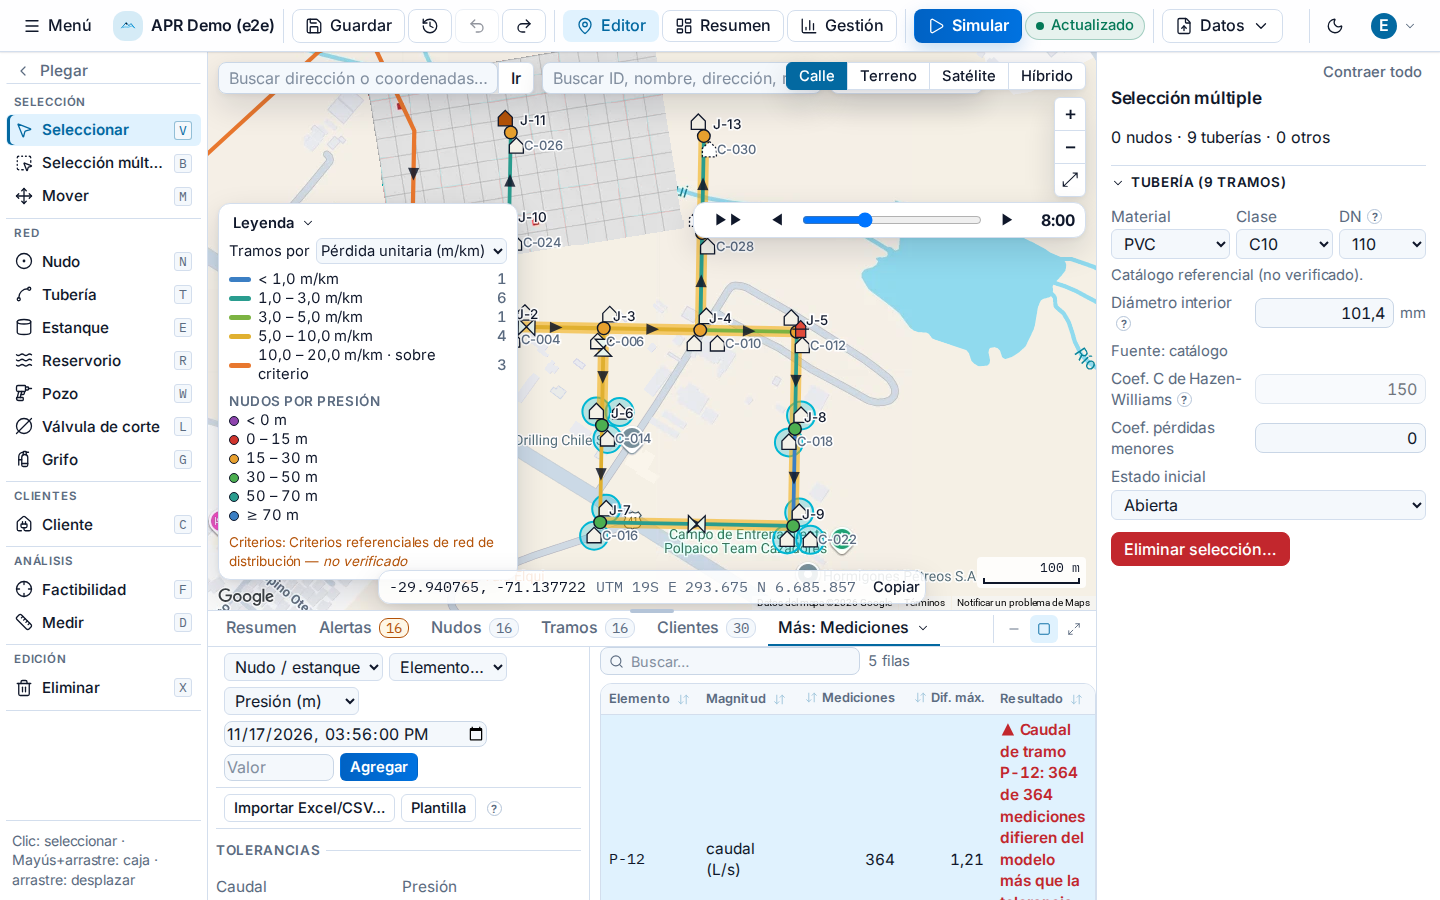 Menú
APR Demo (e2e)
Guardar
Editor
Resumen
Gestión
Simular
Actualizado
Datos
E
Plegar
SELECCIÓN
Seleccionar V
Selección múlt... B
Mover M
RED
Nudo N
Tubería T
Estanque E
Reservorio R
Pozo W
Válvula de corte L
Grifo G
CLIENTES
Cliente C
ANÁLISIS
Factibilidad F
Medir D
EDICIÓN
Eliminar X
Clic: seleccionar ·
Mayús+arrastre: caja ·
arrastre: desplazar
Buscar dirección o coordenadas...
Ir
Buscar ID, nombre, dirección,
Calle
Terreno
Satélite
Híbrido
+
−
8:00
J-11
C-026
J-13
C-030
J-10
C-024
C-028
J-2
C-004
J-3
C-006
J-4
C-010
J-5
C-012
J-6
C-014
J-8
C-018
J-7
C-016
J-9
C-022
Drilling Chile
Campo de Entrena
Polpaico Team Cazadores
Hormigones Pétreos S.A
Río
Leyenda
Tramos por Pérdida unitaria (m/km)
< 1,0 m/km 1
1,0 – 3,0 m/km 6
3,0 – 5,0 m/km 1
5,0 – 10,0 m/km 4
10,0 – 20,0 m/km · sobre
criterio 3
NUDOS POR PRESIÓN
< 0 m
0 – 15 m
15 – 30 m
30 – 50 m
50 – 70 m
≥ 70 m
Criterios: Criterios referenciales de red de
distribución — no verificado
-29.940765, -71.137722 UTM 19S E 293.675 N 6.685.857 Copiar
100 m
Google
Términos
Notificar un problema de Maps
Resumen
Alertas 16
Nudos 16
Tramos 16
Clientes 30
Más: Mediciones
Nudo / estanque
Elemento...
Presión (m)
11/17/2026, 03:56:00 PM
Valor
Agregar
Importar Excel/CSV...
Plantilla
?
TOLERANCIAS
Caudal
Presión
Buscar...
5 filas
Elemento
Magnitud
Mediciones
Dif. máx.
Resultado
P-12
caudal
(L/s)
364
1,21
▲ Caudal
de tramo
P-12: 364
de 364
mediciones
difieren del
modelo
más que la
tolerancia
Contraer todo
Selección múltiple
0 nudos · 9 tuberías · 0 otros
TUBERÍA (9 TRAMOS)
Material
Clase
DN ?
PVC
C10
110
Catálogo referencial (no verificado).
Diámetro interior
?
101,4 mm
Fuente: catálogo
Coef. C de Hazen-
Williams ?
150
Coef. pérdidas
menores
0
Estado inicial
Abierta
Eliminar selección...